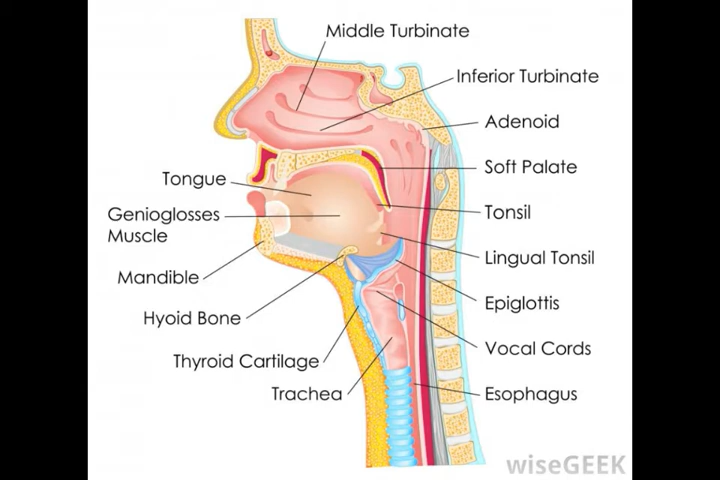 Middle Turbinate
Inferior Turbinate
Adenoid
Soft Palate
Tongue
Tonsil
Genioglosses
Muscle
Lingual Tonsil
Mandible
Epiglottis
Hyoid Bone
Vocal Cords
Thyroid Cartilage
Trachea
Esophagus
wiseGEEK